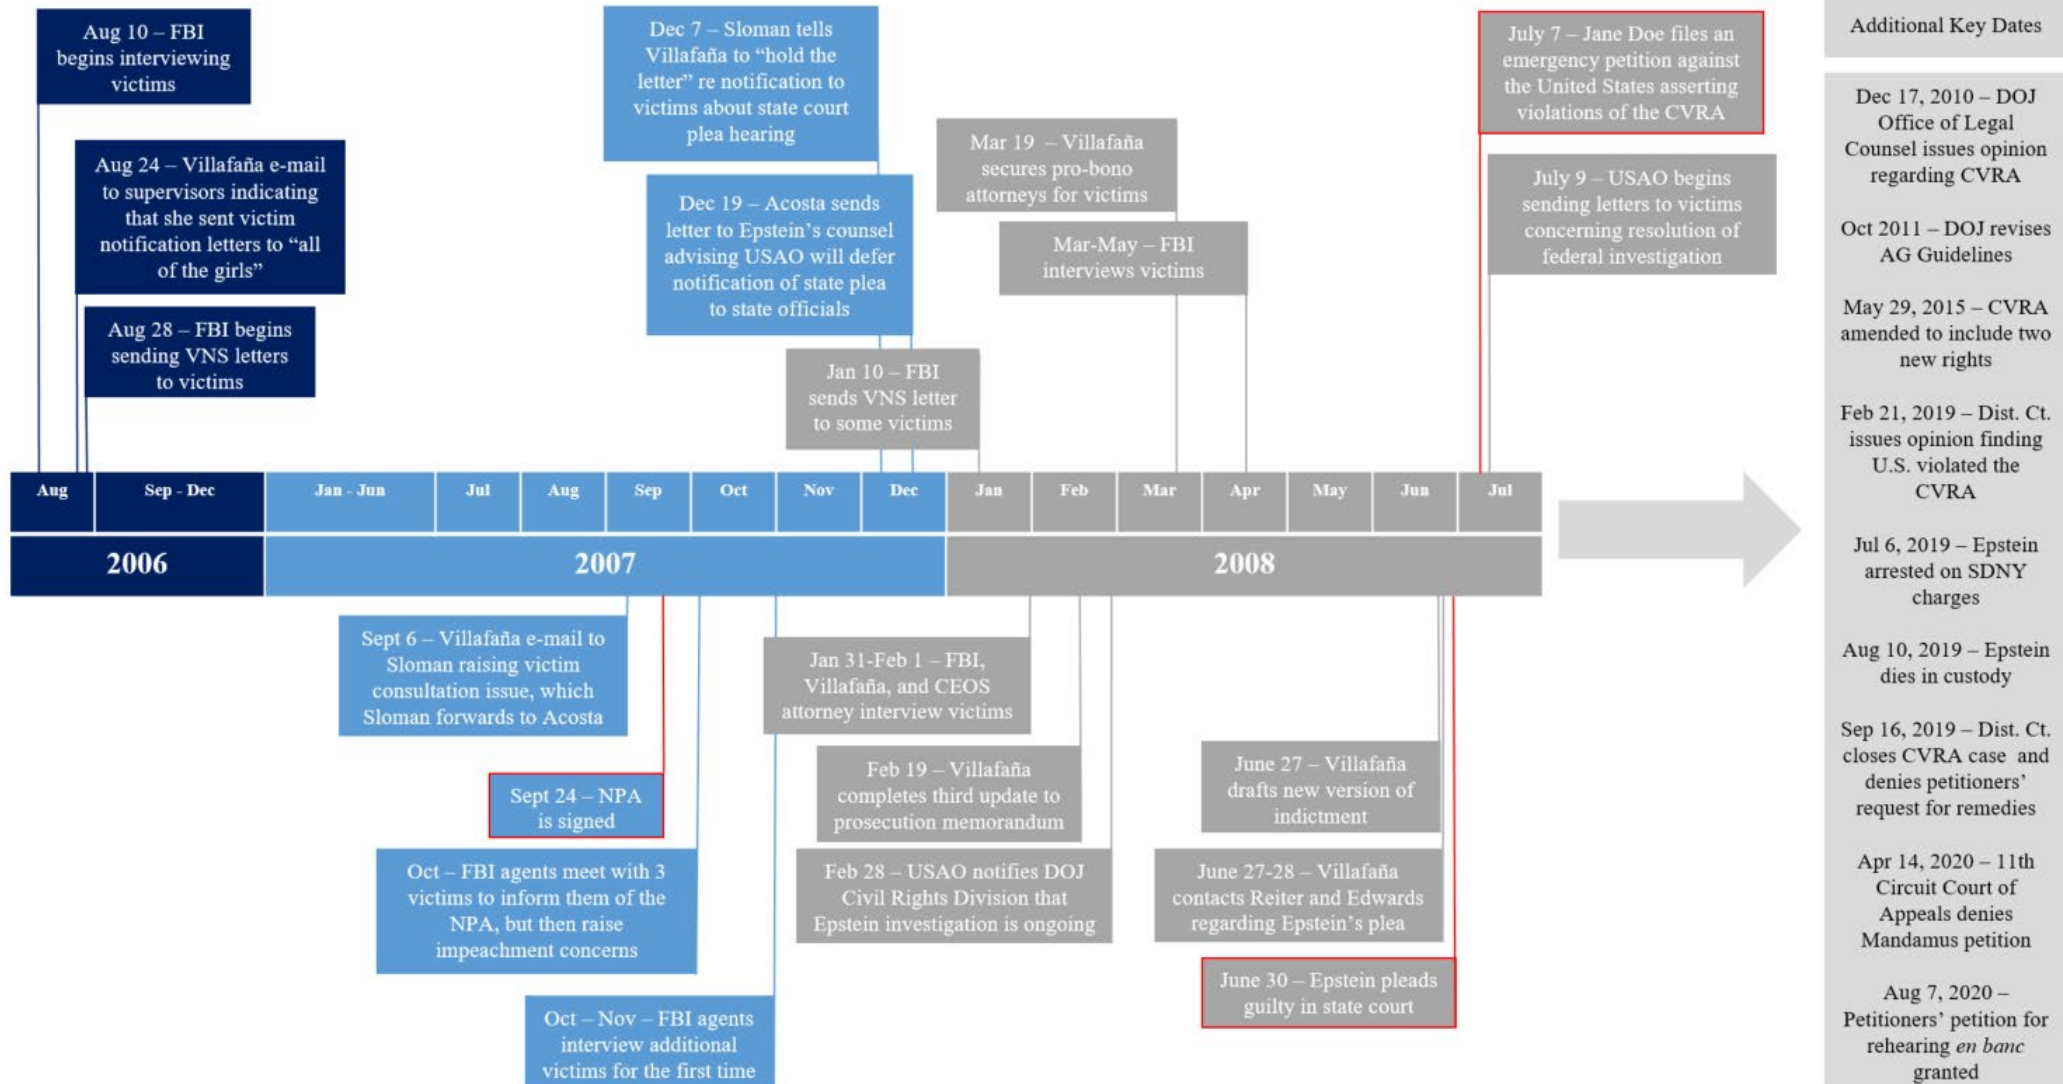 Aug 10 – FBI
begins interviewing
victims
Aug 24 – Villafaña e-mail
to supervisors indicating
that she sent victim
notification letters to “all
of the girls”
Aug 28 – FBI begins
sending VNS letters
to victims
Dec 7 – Sloman tells
Villafaña to “hold the
letter” re notification to
victims about state court
plea hearing
Dec 19 – Acosta sends
letter to Epstein’s counsel
advising USAO will defer
notification of state plea
to state officials
Jan 10 – FBI
sends VNS letter
to some victims
Mar 19 – Villafaña
secures pro-bono
attorneys for victims
Mar-May – FBI
interviews victims
July 7 – Jane Doe files an
emergency petition against
the United States asserting
violations of the CVRA
July 9 – USAO begins
sending letters to victims
concerning resolution of
federal investigation
Aug Sep - Dec Jan - Jun Jul Aug Sep Oct Nov Dec Jan Feb Mar Apr May Jun Jul
2006 2007 2008
Sept 6 – Villafaña e-mail to
Sloman raising victim
consultation issue, which
Sloman forwards to Acosta
Sept 24 – NPA
is signed
Oct – FBI agents meet with 3
victims to inform them of the
NPA, but then raise
impeachment concerns
Oct – Nov – FBI agents
interview additional
victims for the first time
Jan 31-Feb 1 – FBI,
Villafaña, and CEOS
attorney interview victims
Feb 19 – Villafaña
completes third update to
prosecution memorandum
Feb 28 – USAO notifies DOJ
Civil Rights Division that
Epstein investigation is ongoing
June 27 – Villafaña
drafts new version of
indictment
June 27-28 – Villafaña
contacts Reiter and Edwards
regarding Epstein’s plea
June 30 – Epstein pleads
guilty in state court
Additional Key Dates
Dec 17, 2010 – DOJ
Office of Legal
Counsel issues opinion
regarding CVRA
Oct 2011 – DOJ revises
AG Guidelines
May 29, 2015 – CVRA
amended to include two
new rights
Feb 21, 2019 – Dist. Ct.
issues opinion finding
U.S. violated the
CVRA
Jul 6, 2019 – Epstein
arrested on SDNY
charges
Aug 10, 2019 – Epstein
dies in custody
Sep 16, 2019 – Dist. Ct.
closes CVRA case and
denies petitioners’
request for remedies
Apr 14, 2020 – 11th
Circuit Court of
Appeals denies
Mandamus petition
Aug 7, 2020 –
Petitioners’ petition for
rehearing en banc
granted